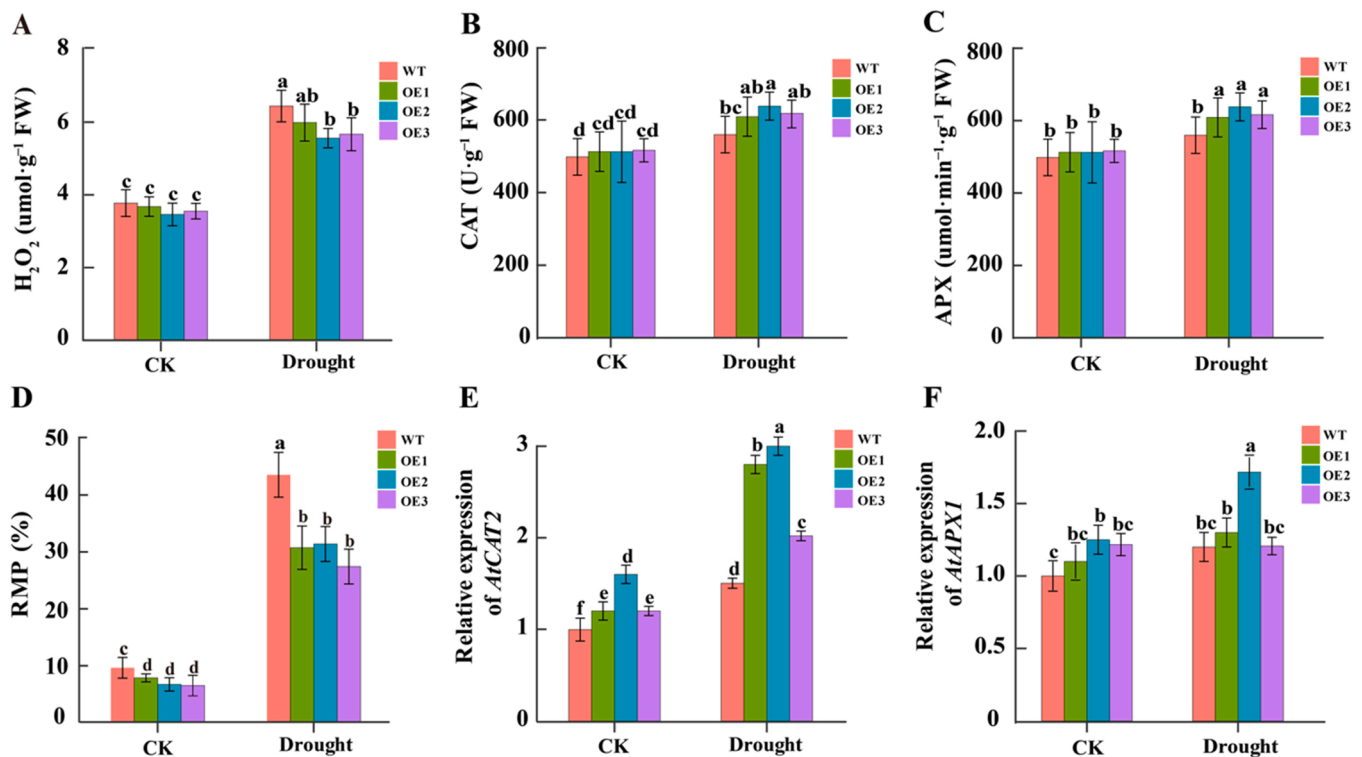 A
H₂O₂ (umol·g⁻¹ FW)
8
6
4
2
0
c c c c
a ab b b
CK Drought
WT
OE1
OE2
OE3
B
CAT (U·g⁻¹ FW)
800
600
400
200
0
d cd cd cd
bc ab a ab
CK Drought
WT
OE1
OE2
OE3
C
APX (umol·min⁻¹·g⁻¹ FW)
800
600
400
200
0
b b b b
b a a a
CK Drought
WT
OE1
OE2
OE3
D
RMP (%)
50
40
30
20
10
0
c d d d
a b b b
CK Drought
WT
OE1
OE2
OE3
E
Relative expression
of AtCAT2
3
2
1
0
f e d e
d b a c
CK Drought
WT
OE1
OE2
OE3
F
Relative expression
of AtAPX1
2.0
1.5
1.0
0.5
0
c bc b bc
bc b a bc
CK Drought
WT
OE1
OE2
OE3